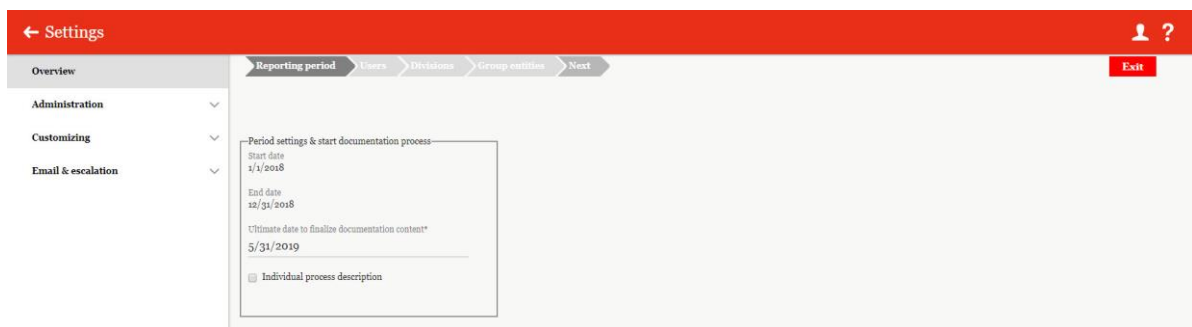 ← Settings ?
Overview
Administration
Customizing
Email & escalation
Reporting period Users Divisions Group entities Next Exit
Period settings & start documentation process
Start date
1/1/2018
End date
12/31/2018
Ultimate date to finalize documentation content*
5/31/2019
Individual process description